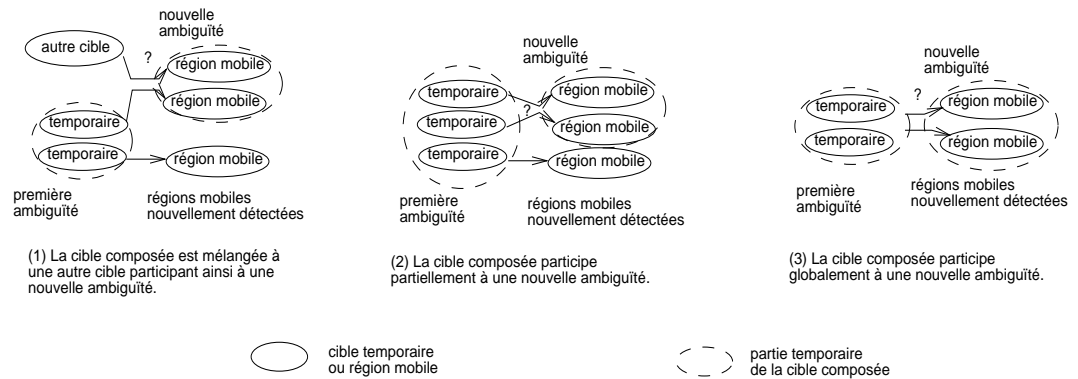 nouvelle
ambiguïté
autre cible
?
région mobile
région mobile
temporaire
temporaire
région mobile
première
ambiguïté
régions mobiles
nouvellement détectées
(1) La cible composée est mélangée à
une autre cible participant ainsi à une
nouvelle ambiguïté.
nouvelle
ambiguïté
temporaire
temporaire
temporaire
?
région mobile
région mobile
région mobile
première
ambiguïté
régions mobiles
nouvellement détectées
(2) La cible composée participe
partiellement à une nouvelle ambiguïté.
nouvelle
ambiguïté
temporaire
temporaire
?
région mobile
région mobile
première
ambiguïté
régions mobiles
nouvellement détectées
(3) La cible composée participe
globalement à une nouvelle ambiguïté.
cible temporaire
ou région mobile
partie temporaire
de la cible composée